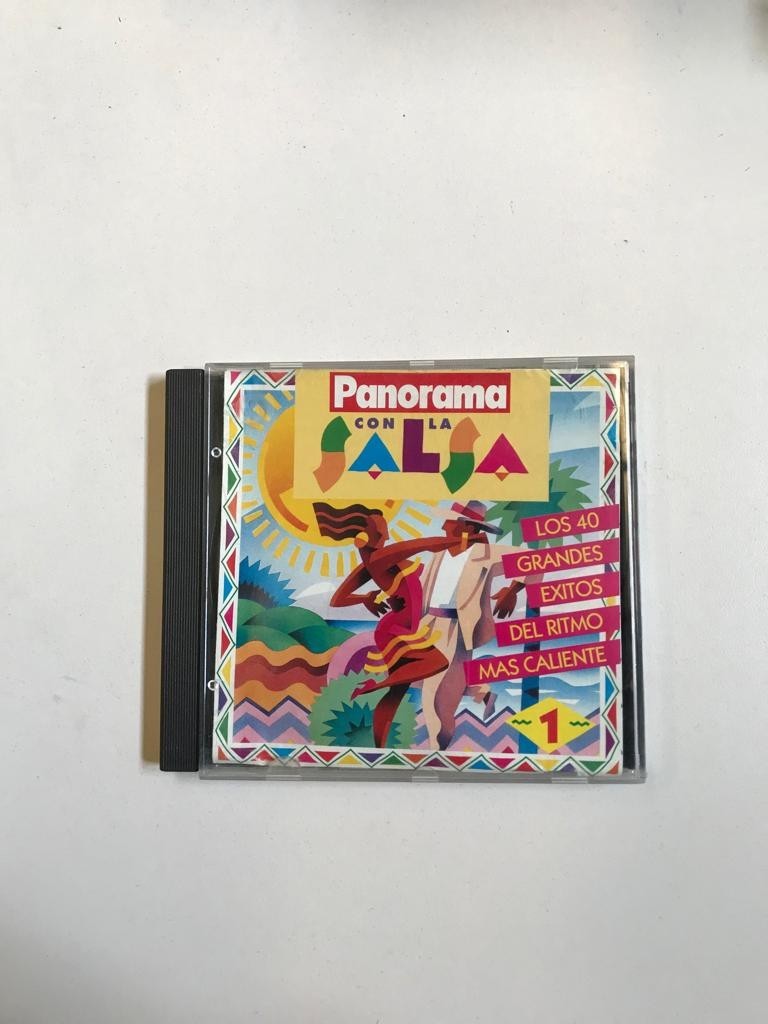 Panorama
CON LA
SALSA
LOS 40
GRANDES
EXITOS
DEL RITMO
MAS CALIENTE
1